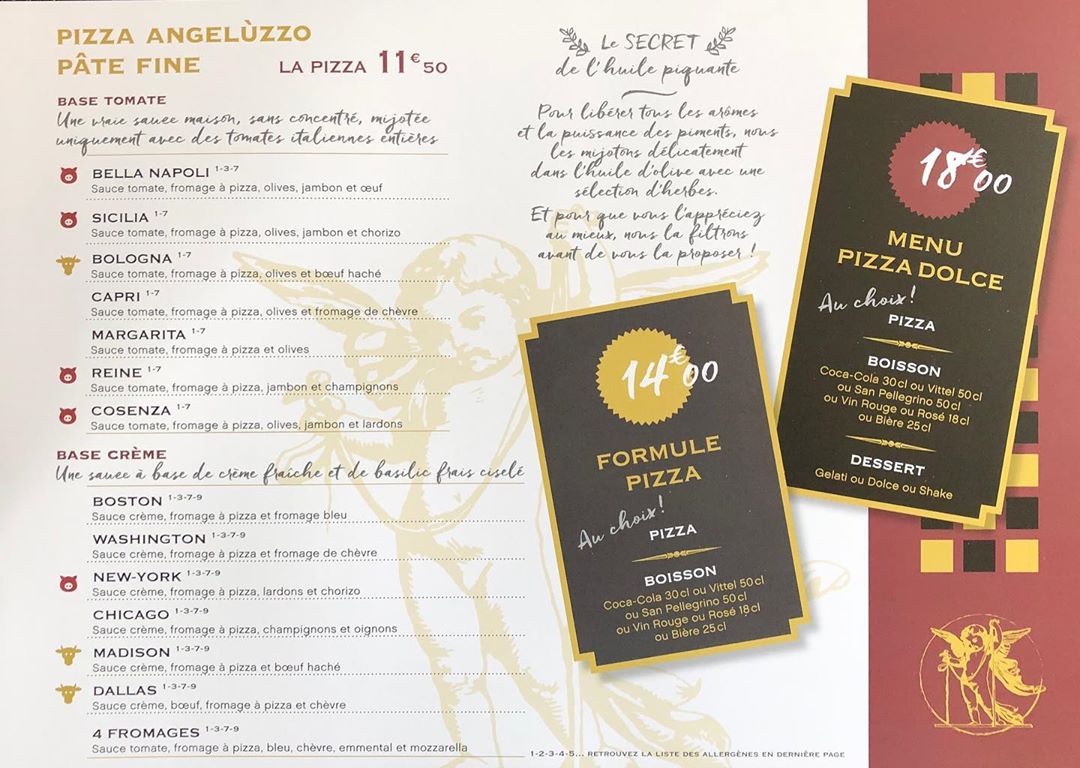 PIZZA ANGELÙZZO
PÂTE FINE
LA PIZZA 11€50
BASE TOMATE
Une vraie sauce maison, sans concentré, mijotée
uniquement avec des tomates italiennes entières
BELLA NAPOLI 1-3-7
Sauce tomate, fromage à pizza, olives, jambon et œuf
SICILIA 1-7
Sauce tomate, fromage à pizza, olives, jambon et chorizo
BOLOGNA 1-7
Sauce tomate, fromage à pizza, olives et bœuf haché
CAPRI 1-7
Sauce tomate, fromage à pizza, olives et fromage de chèvre
MARGARITA 1-7
Sauce tomate, fromage à pizza et olives
REINE 1-7
Sauce tomate, fromage à pizza, jambon et champignons
COSENZA 1-7
Sauce tomate, fromage à pizza, olives, jambon et lardons
BASE CRÈME
Une sauce à base de crème fraîche et de basilic frais ciselé
BOSTON 1-3-7-9
Sauce crème, fromage à pizza et fromage bleu
WASHINGTON 1-3-7-9
Sauce crème, fromage à pizza et fromage de chèvre
NEW-YORK 1-3-7-9
Sauce crème, fromage à pizza, lardons et chorizo
CHICAGO 1-3-7-9
Sauce crème, fromage à pizza, champignons et oignons
MADISON 1-3-7-9
Sauce crème, fromage à pizza et bœuf haché
DALLAS 1-3-7-9
Sauce crème, bœuf, fromage à pizza et chèvre
4 FROMAGES 1-3-7-9
Sauce tomate, fromage à pizza, bleu, chèvre, emmental et mozzarella
Le SECRET
de l'huile piquante
Pour libérer tous les arômes
et la puissance des piments, nous
les mijotons délicatement
dans l'huile d'olive avec une
sélection d'herbes.
Et pour que vous l'appréciez
au mieux, nous la filtrons
avant de vous la proposer !
14€00
FORMULE
PIZZA
Au choix!
PIZZA
BOISSON
Coca-Cola 30 cl ou Vittel 50 cl
ou San Pellegrino 50 cl
ou Vin Rouge ou Rosé 18 cl
ou Bière 25 cl
18€00
MENU
PIZZA DOLCE
Au choix!
PIZZA
BOISSON
Coca-Cola 30 cl ou Vittel 50 cl
ou San Pellegrino 50 cl
ou Vin Rouge ou Rosé 18 cl
ou Bière 25 cl
DESSERT
Gelati ou Dolce ou Shake
1-2-3-4-5... RETROUVEZ LA LISTE DES ALLERGÈNES EN DERNIÈRE PAGE